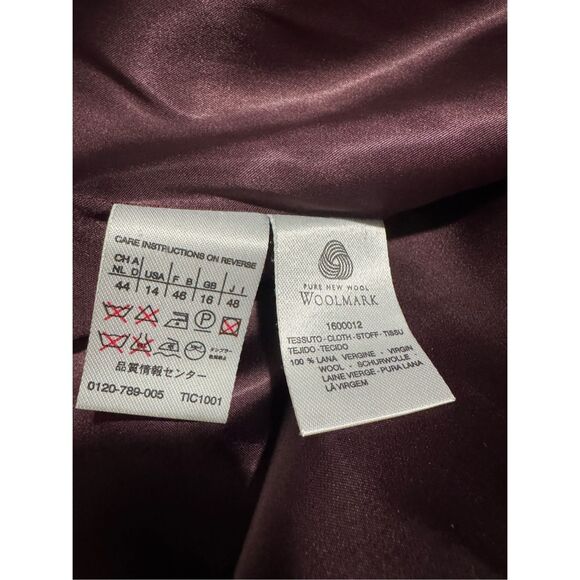 CARE INSTRUCTIONS ON REVERSE
CH A
NL D USA F B GB J I
44 14 46 16 48
P
品質情報センター
0120-789-005 TIC1001
PURE NEW WOOL
WOOLMARK
1600012
TESSUTO-CLOTH-STOFF-TISSU
TEJIDO-TECIDO
100 % LANA VERGINE - VIRGIN
WOOL - SCHURWOLLE -
LAINE VIERGE - PURA LANA
LÀ VIRGEM